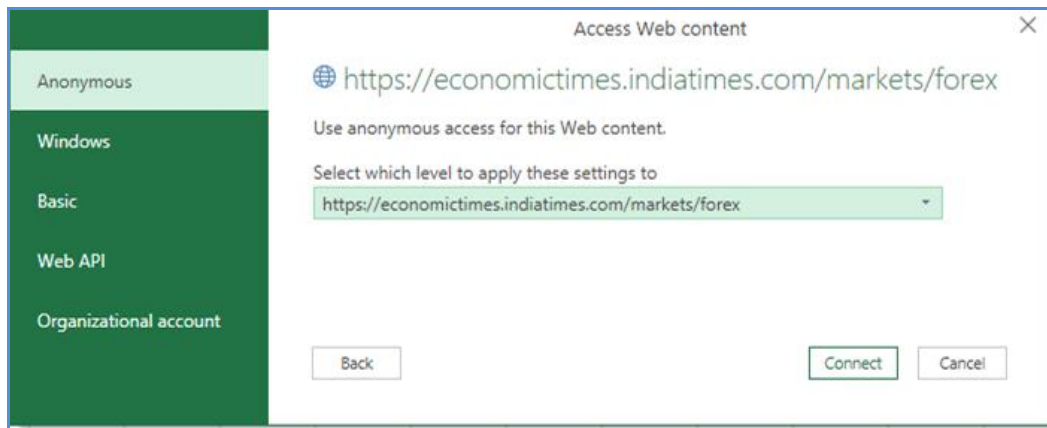 Access Web content
Anonymous
Windows
Basic
Web API
Organizational account
https://economictimes.indiatimes.com/markets/forex
Use anonymous access for this Web content.
Select which level to apply these settings to
https://economictimes.indiatimes.com/markets/forex
Back
Connect
Cancel